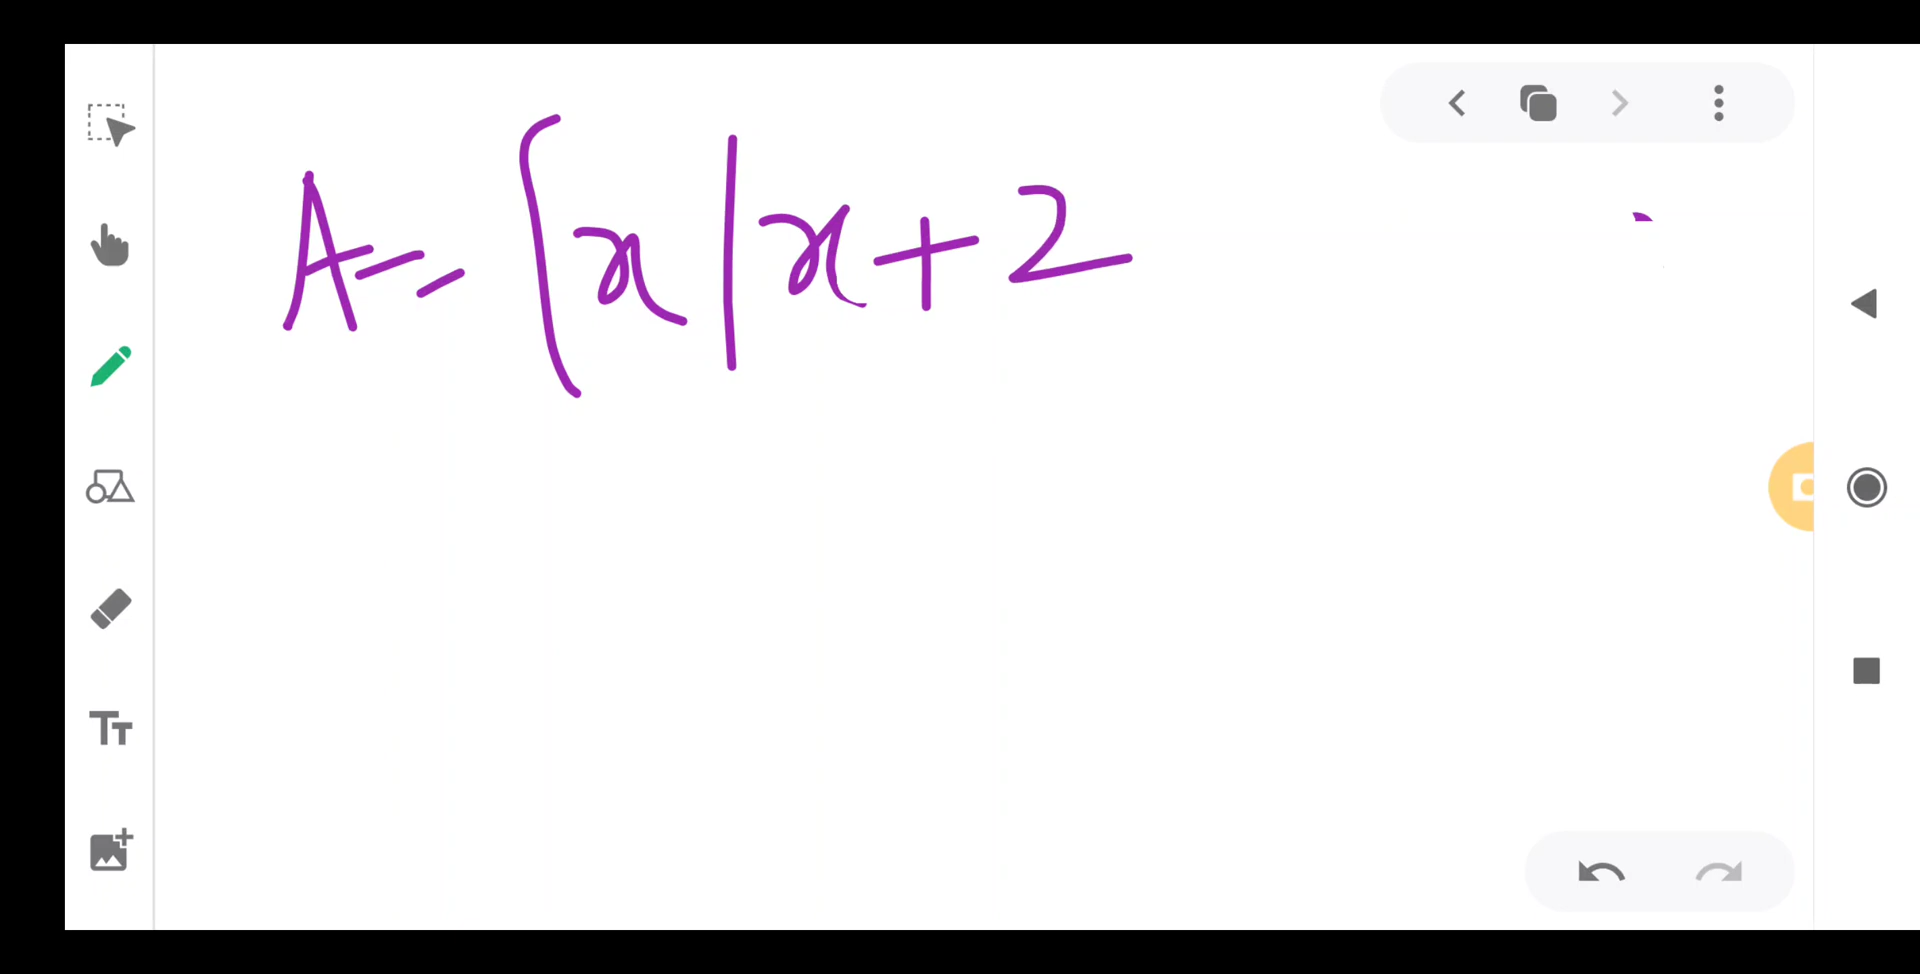 A = {x | x + 2